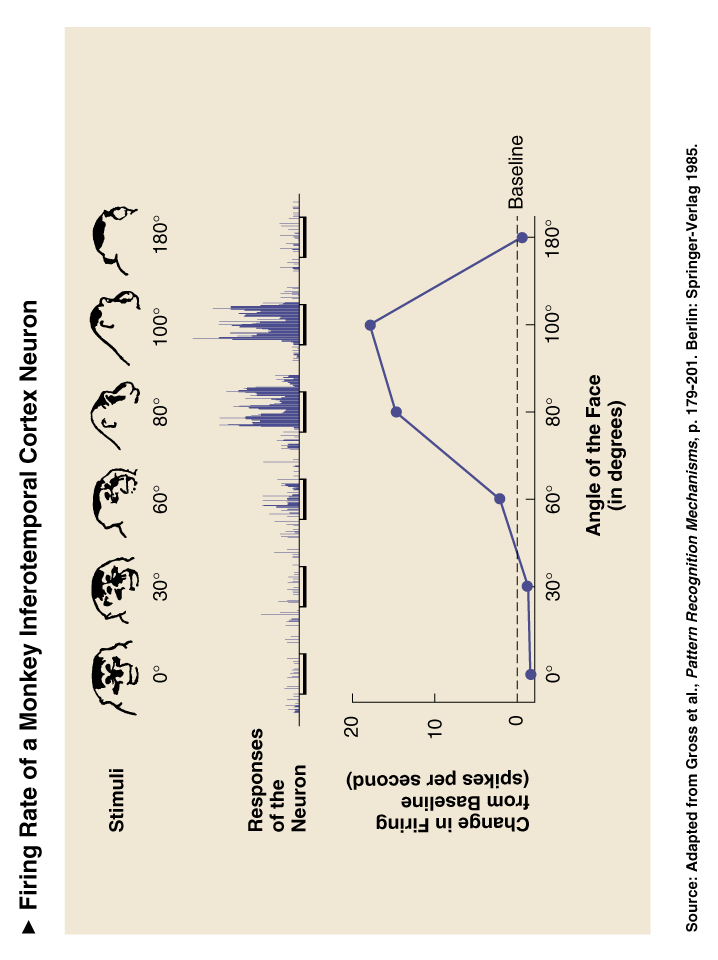 ► Firing Rate of a Monkey Inferotemporal Cortex Neuron
Stimuli
0° 30° 60° 80° 100° 180°
Responses
of the
Neuron
Change in Firing
from Baseline
(spikes per second)
20
10
0
Baseline
0° 30° 60° 80° 100° 180°
Angle of the Face
(in degrees)
Source: Adapted from Gross et al., Pattern Recognition Mechanisms, p. 179-201. Berlin: Springer-Verlag 1985.